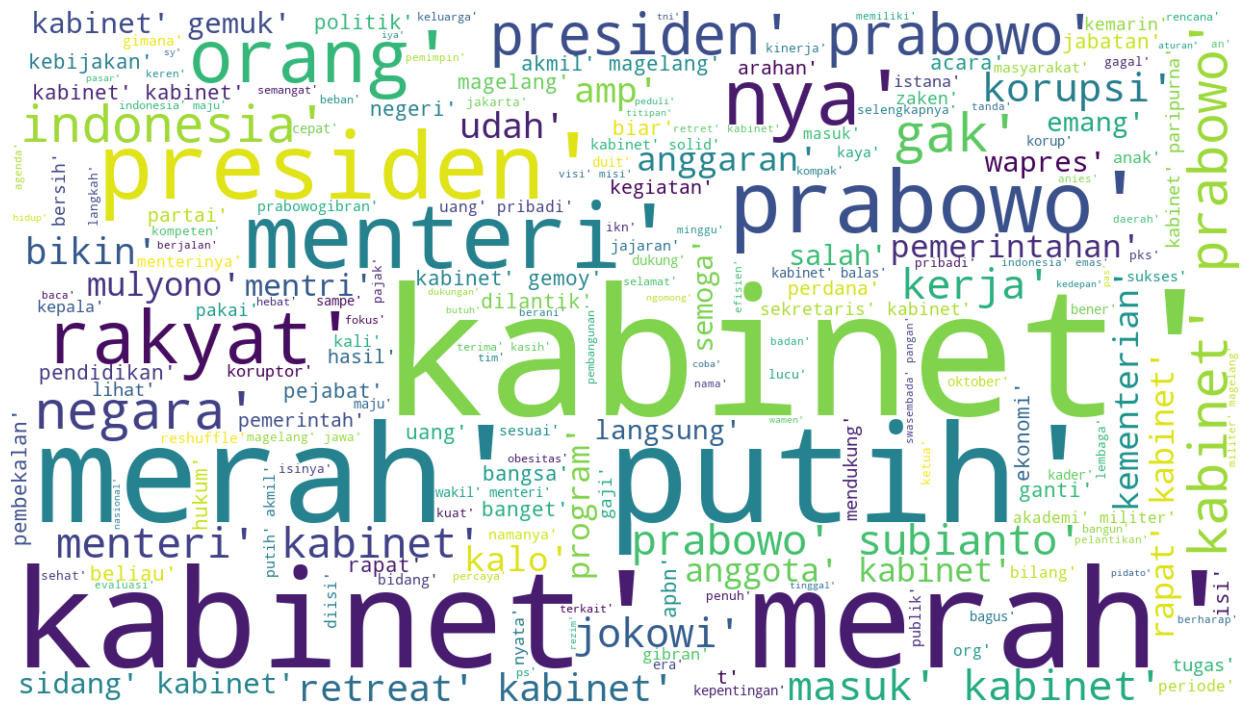 kabinet' gemuk'
politik'
keluarga'
tni'
presiden' prabowo'
memiliki'
rencana'
gimana'
sy'
iya'
pemimpin'
kinerja'
kemarin'
aturan'
an'
kebijakan'
orang'
akmil' magelang'
arahan'
jabatan'
pasar'
keren'
magelang'
amp'
nya'
acara'
masyarakat'
gagal'
kabinet' kabinet'
semangat'
beban'
istana'
korupsi'
prabowo'
indonesia' maju'
negeri'
jakarta'
peduli'
zaken'
selengkapnya'
tanda'
indonesia'
cepat'
udah'
titipan'
biar'
retret' kabinet'
masuk'
gak'
korup'
emang'
kabinet' paripurna'
agenda'
presiden'
kabinet' solid'
kaya'
bersih'
langkah'
duit'
anggaran'
kompak'
wapres'
anak'
visi' misi'
kegiatan'
anies'
hidup'
partai'
prabowogibran'
uang' pribadi'
prabowo'
daerah'
kompeten'
menteri'
ikn'
minggu'
bikin'
berjalan'
jajaran'
salah'
pemerintahan'
pks'
menterinya'
dukung'
pribadi'
indonesia' emas'
mulyono'
mentri'
pajak'
kabinet' gemoy'
selamat'
kabinet' balas'
kerja'
kedepan'
pas'
sukses'
baca'
hebat'
sampe'
dukungan'
dilantik'
ngomong'
semoga'
efisien'
perdana'
kepala'
pakai'
butuh'
berani'
sekretaris' kabinet'
bener'
rakyat'
fokus'
kabinet'
kali'
terima' kasih'
pembangunan'
badan'
kementerian'
kabinet'
hasil'
tim'
coba'
pendidikan'
koruptor'
lucu'
swasembada' pangan'
militer' magelang'
lihat'
pejabat'
nama'
oktober'
negara'
maju'
pemerintah'
wamen'
merah' putih'
reshuffle'
magelang' jawa'
uang'
sesuai'
langsung'
ekonomi'
lembaga'
obesitas'
mendukung'
ketua'
pembekalan'
isinya'
bangsa'
program'
kader'
hukum'
wakil' menteri'
gaji'
ganti'
nasional'
putih' akmil'
kuat'
banget'
akademi' militer'
rapat' kabinet'
menteri' kabinet'
namanya'
prabowo' subianto'
bangun'
pelantikan'
kalo'
sehat'
beliau'
rapat'
anggota' kabinet'
bilang'
pidato'
evaluasi'
diisi'
bidang'
percaya'
apbn'
penuh'
tinggal'
isi'
kabinet' merah'
terkait'
publik'
bagus'
berharap'
nyata'
rezim'
jokowi'
gibran'
era'
org'
tugas'
ps'
t'
sidang' kabinet'
retreat' kabinet'
kepentingan'
masuk' kabinet'
periode'